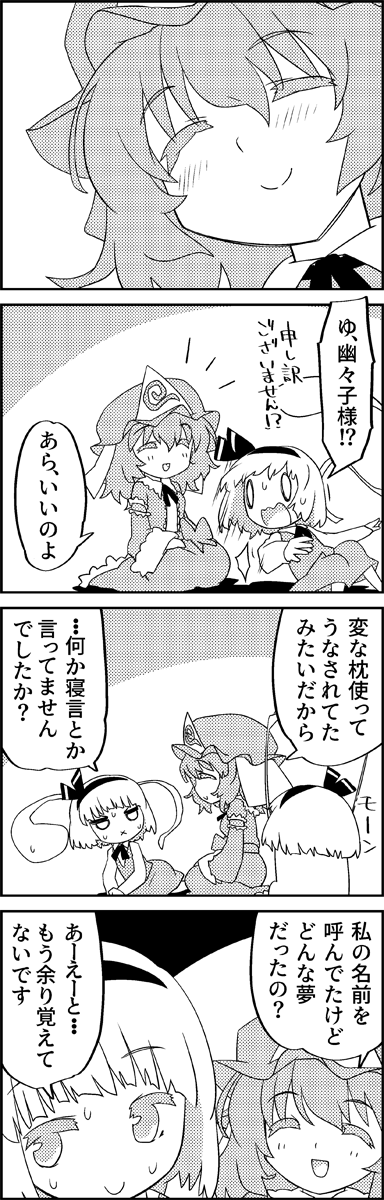 ゆ、幽々子様!?
申し訳
ございません!?
あら、いいのよ
変な枕使って
うなされてた
みたいだから
モーン
…何か寝言とか
言ってません
でしたか?
私の名前を
呼んでたけど
どんな夢
だったの?
あーえーと…
もう余り覚えて
ないです